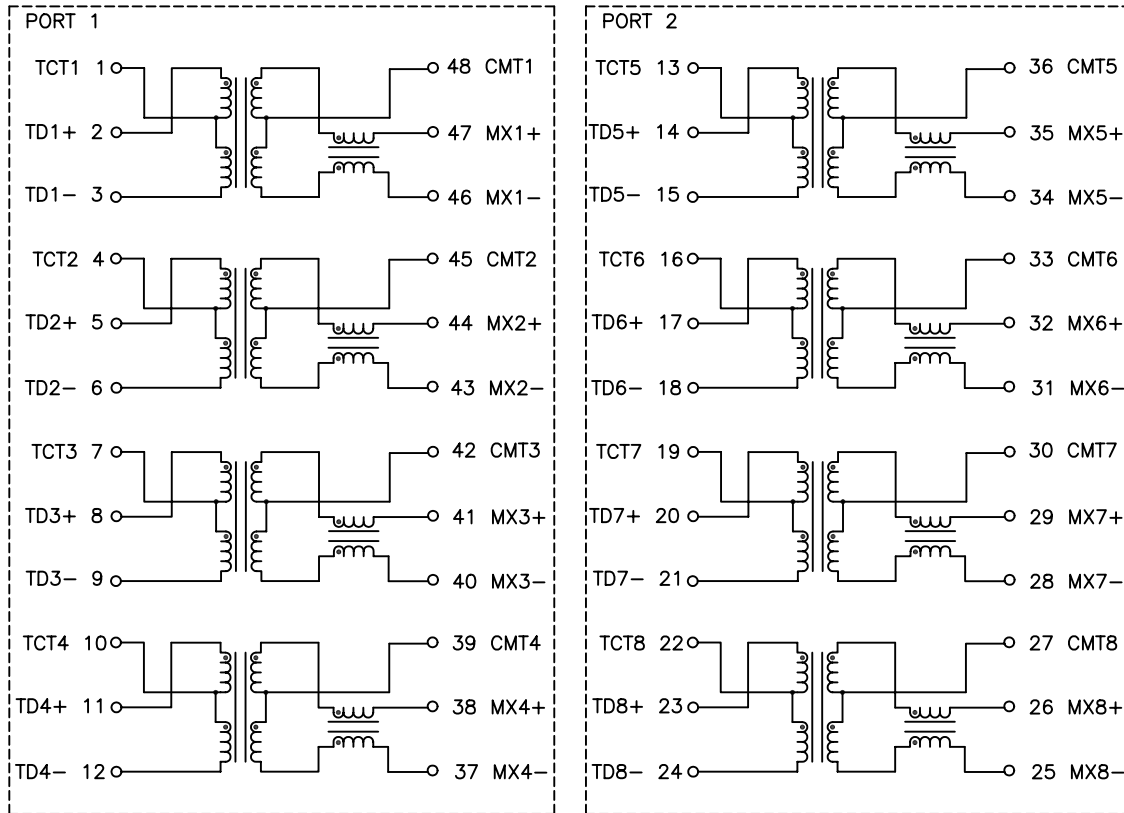 PORT 1
TCT1 1 48 CMT1
TD1+ 2 47 MX1+
TD1- 3 46 MX1-
TCT2 4 45 CMT2
TD2+ 5 44 MX2+
TD2- 6 43 MX2-
TCT3 7 42 CMT3
TD3+ 8 41 MX3+
TD3- 9 40 MX3-
TCT4 10 39 CMT4
TD4+ 11 38 MX4+
TD4- 12 37 MX4-
PORT 2
TCT5 13 36 CMT5
TD5+ 14 35 MX5+
TD5- 15 34 MX5-
TCT6 16 33 CMT6
TD6+ 17 32 MX6+
TD6- 18 31 MX6-
TCT7 19 30 CMT7
TD7+ 20 29 MX7+
TD7- 21 28 MX7-
TCT8 22 27 CMT8
TD8+ 23 26 MX8+
TD8- 24 25 MX8-